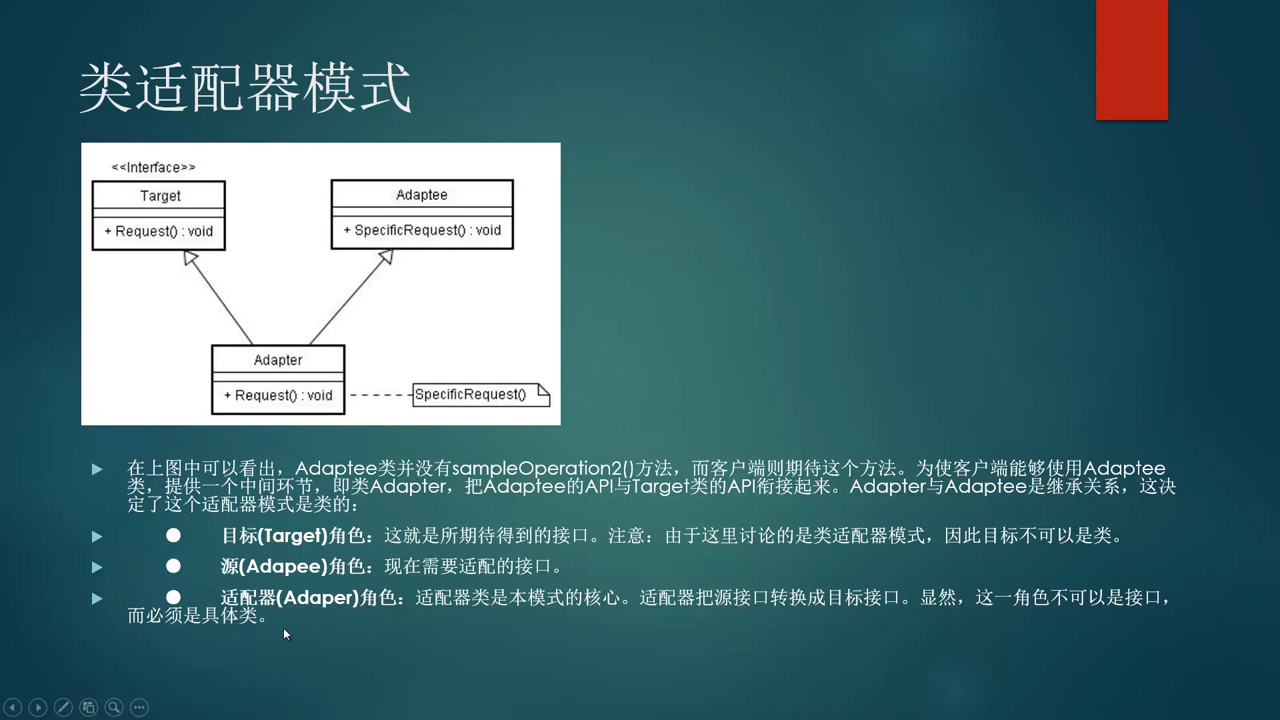 类适配器模式
<<Interface>>
Target
+ Request() : void
Adaptee
+ SpecificRequest() : void
Adapter
+ Request() : void
SpecificRequest()
在上图中可以看出，Adaptee类并没有sampleOperation2()方法，而客户端则期待这个方法。为使客户端能够使用Adaptee
类，提供一个中间环节，即类Adapter，把Adaptee的API与Target类的API衔接起来。Adapter与Adaptee是继承关系，这决
定了这个适配器模式是类的：
● 目标(Target)角色：这就是所期待得到的接口。注意：由于这里讨论的是类适配器模式，因此目标不可以是类。
● 源(Adapee)角色：现在需要适配的接口。
● 适配器(Adaper)角色：适配器类是本模式的核心。适配器把源接口转换成目标接口。显然，这一角色不可以是接口，
而必须是具体类。